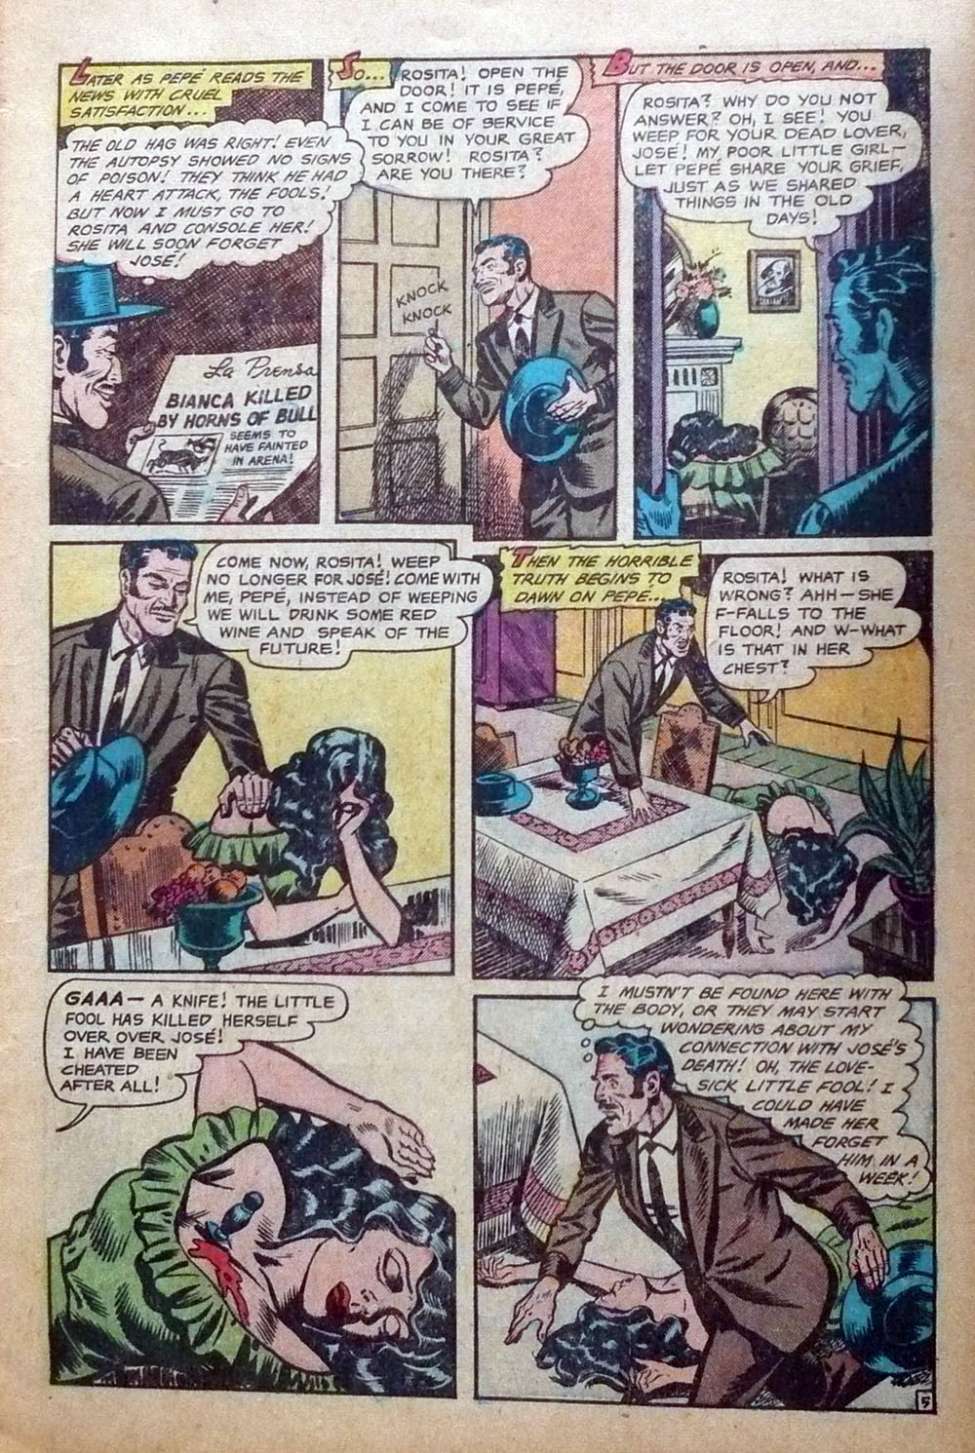 LATER AS PEPÉ READS THE
NEWS WITH CRUEL
SATISFACTION...
THE OLD HAG WAS RIGHT! EVEN
THE AUTOPSY SHOWED NO SIGNS
OF POISON! THEY THINK HE HAD
A HEART ATTACK, THE FOOLS!
BUT NOW I MUST GO TO
ROSITA AND CONSOLE HER!
SHE WILL SOON FORGET
JOSÉ!
La Prensa
BIANCA KILLED
BY HORNS OF BULL
SEEMS TO
HAVE FAINTED
IN ARENA!
SO...
ROSITA! OPEN THE
DOOR! IT IS PEPÉ,
AND I COME TO SEE IF
I CAN BE OF SERVICE
TO YOU IN YOUR GREAT
SORROW! ROSITA?
ARE YOU THERE?
KNOCK
KNOCK
BUT THE DOOR IS OPEN, AND...
ROSITA? WHY DO YOU NOT
ANSWER? OH, I SEE! YOU
WEEP FOR YOUR DEAD LOVER,
JOSÉ! MY POOR LITTLE GIRL—
LET PEPÉ SHARE YOUR GRIEF,
JUST AS WE SHARED
THINGS IN THE OLD
DAYS!
COME NOW, ROSITA! WEEP
NO LONGER FOR JOSÉ! COME WITH
ME, PEPÉ, INSTEAD OF WEEPING
WE WILL DRINK SOME RED
WINE AND SPEAK OF THE
FUTURE!
THEN THE HORRIBLE
TRUTH BEGINS TO
DAWN ON PEPE...
ROSITA! WHAT IS
WRONG? AHH—SHE
F-FALLS TO THE
FLOOR! AND W-WHAT
IS THAT IN HER
CHEST?
GAAA— A KNIFE! THE LITTLE
FOOL HAS KILLED HERSELF
OVER OVER JOSÉ!
I HAVE BEEN
CHEATED
AFTER ALL!
I MUSTN'T BE FOUND HERE WITH
THE BODY, OR THEY MAY START
WONDERING ABOUT MY
CONNECTION WITH JOSÉ'S
DEATH! OH, THE LOVE-
SICK LITTLE FOOL! I
COULD HAVE
MADE HER
FORGET
HIM IN A
WEEK!
5